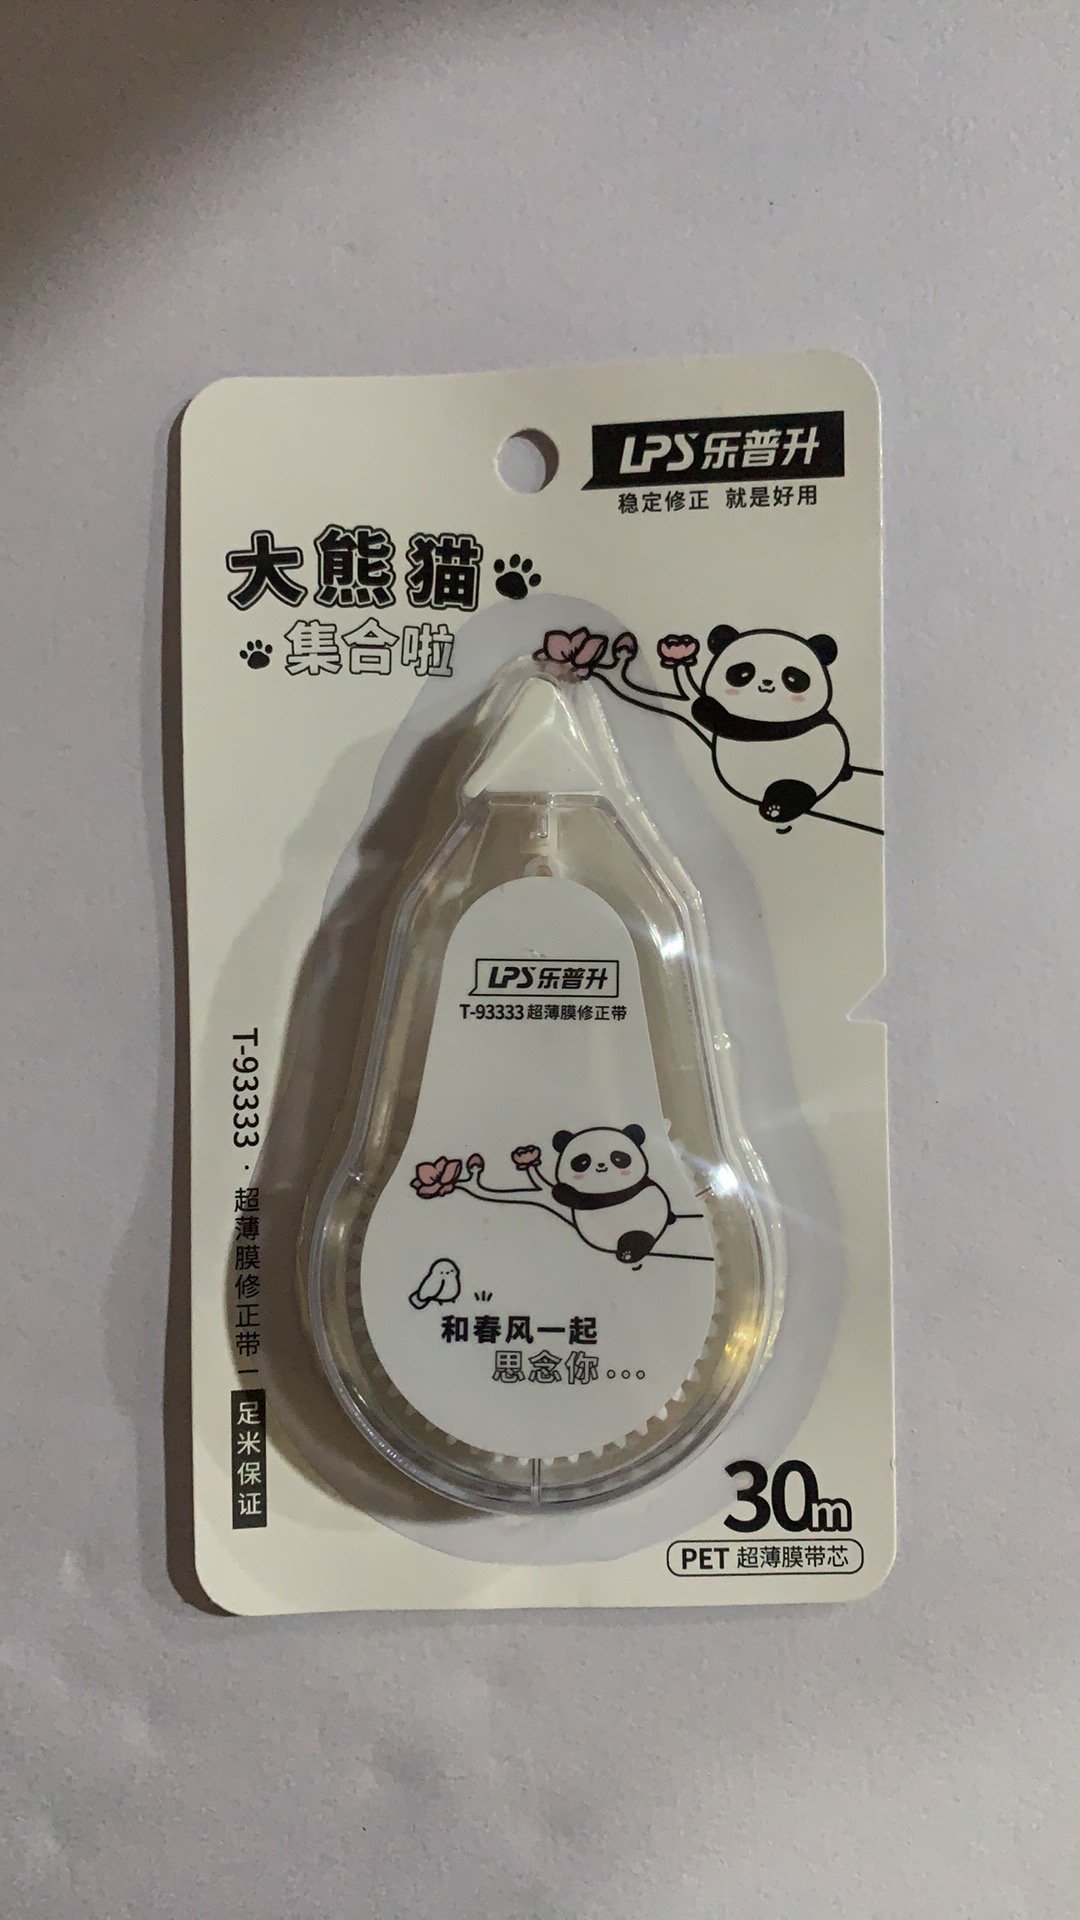 LPS乐普升
稳定修正 就是好用
大熊猫
集合啦
LPS乐普升
T-93333超薄膜修正带
和春风一起
思念你...
T-93333·超薄膜修正带—足米保证
30m
PET 超薄膜带芯